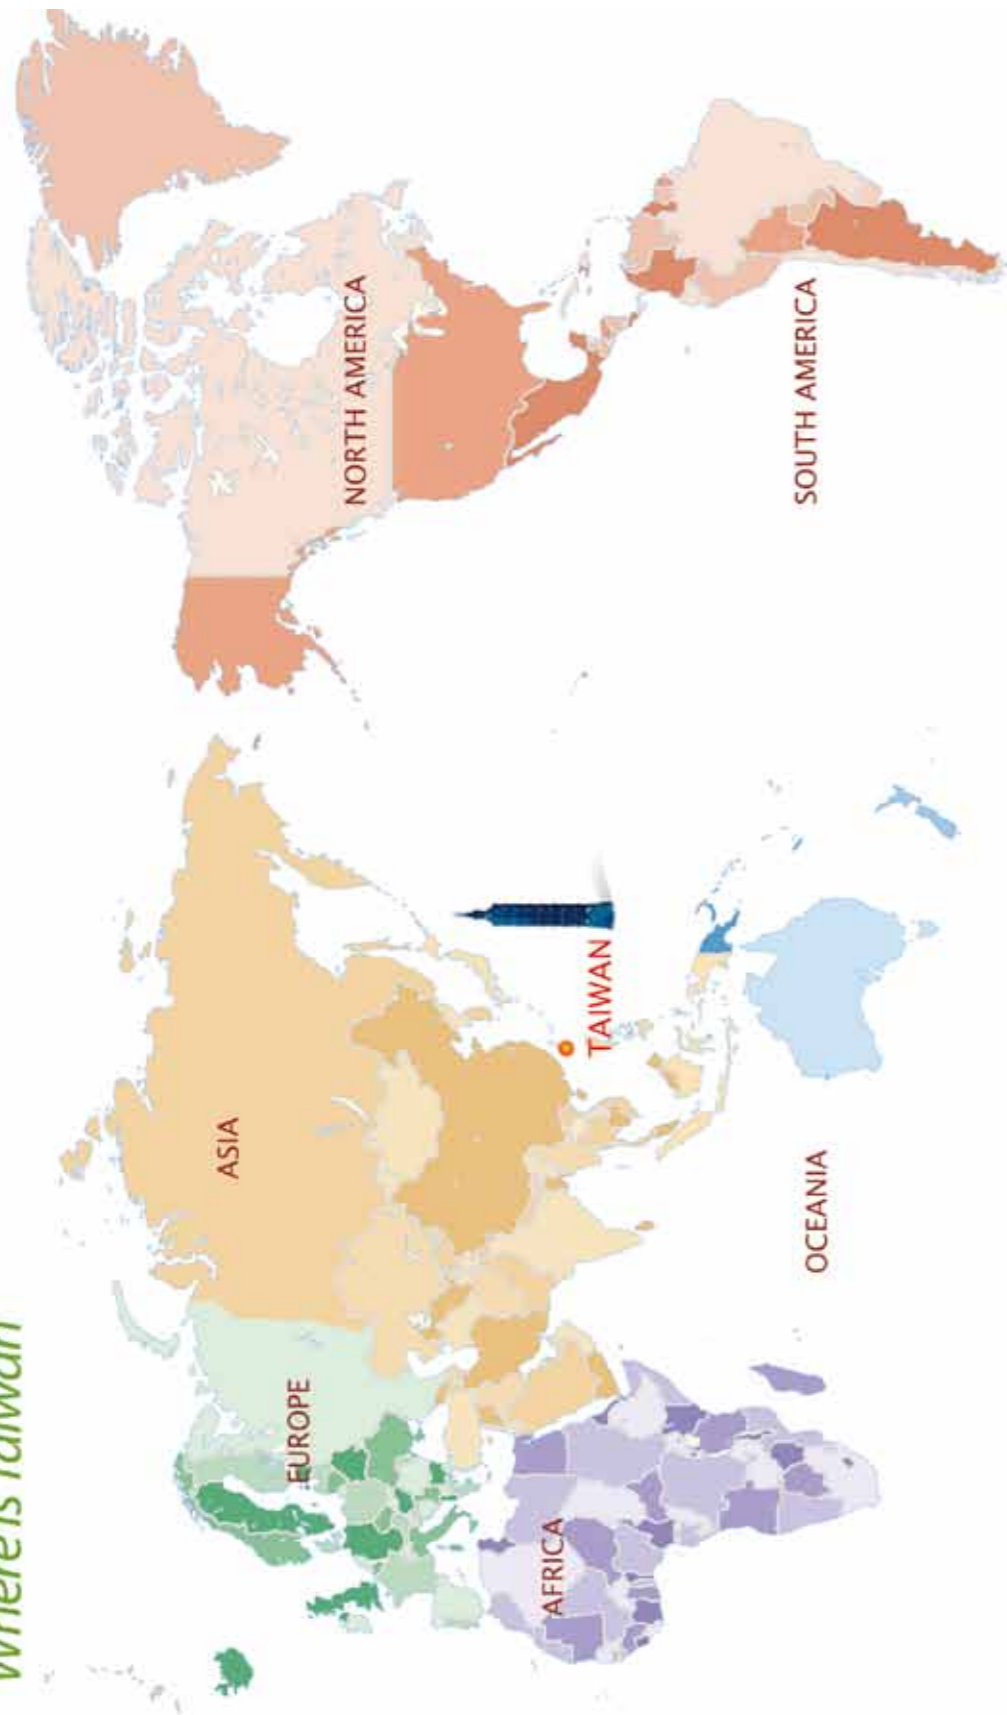 Where is Taiwan
NORTH AMERICA
ASIA
EUROPE
TAIWAN
AFRICA
SOUTH AMERICA
OCEANIA